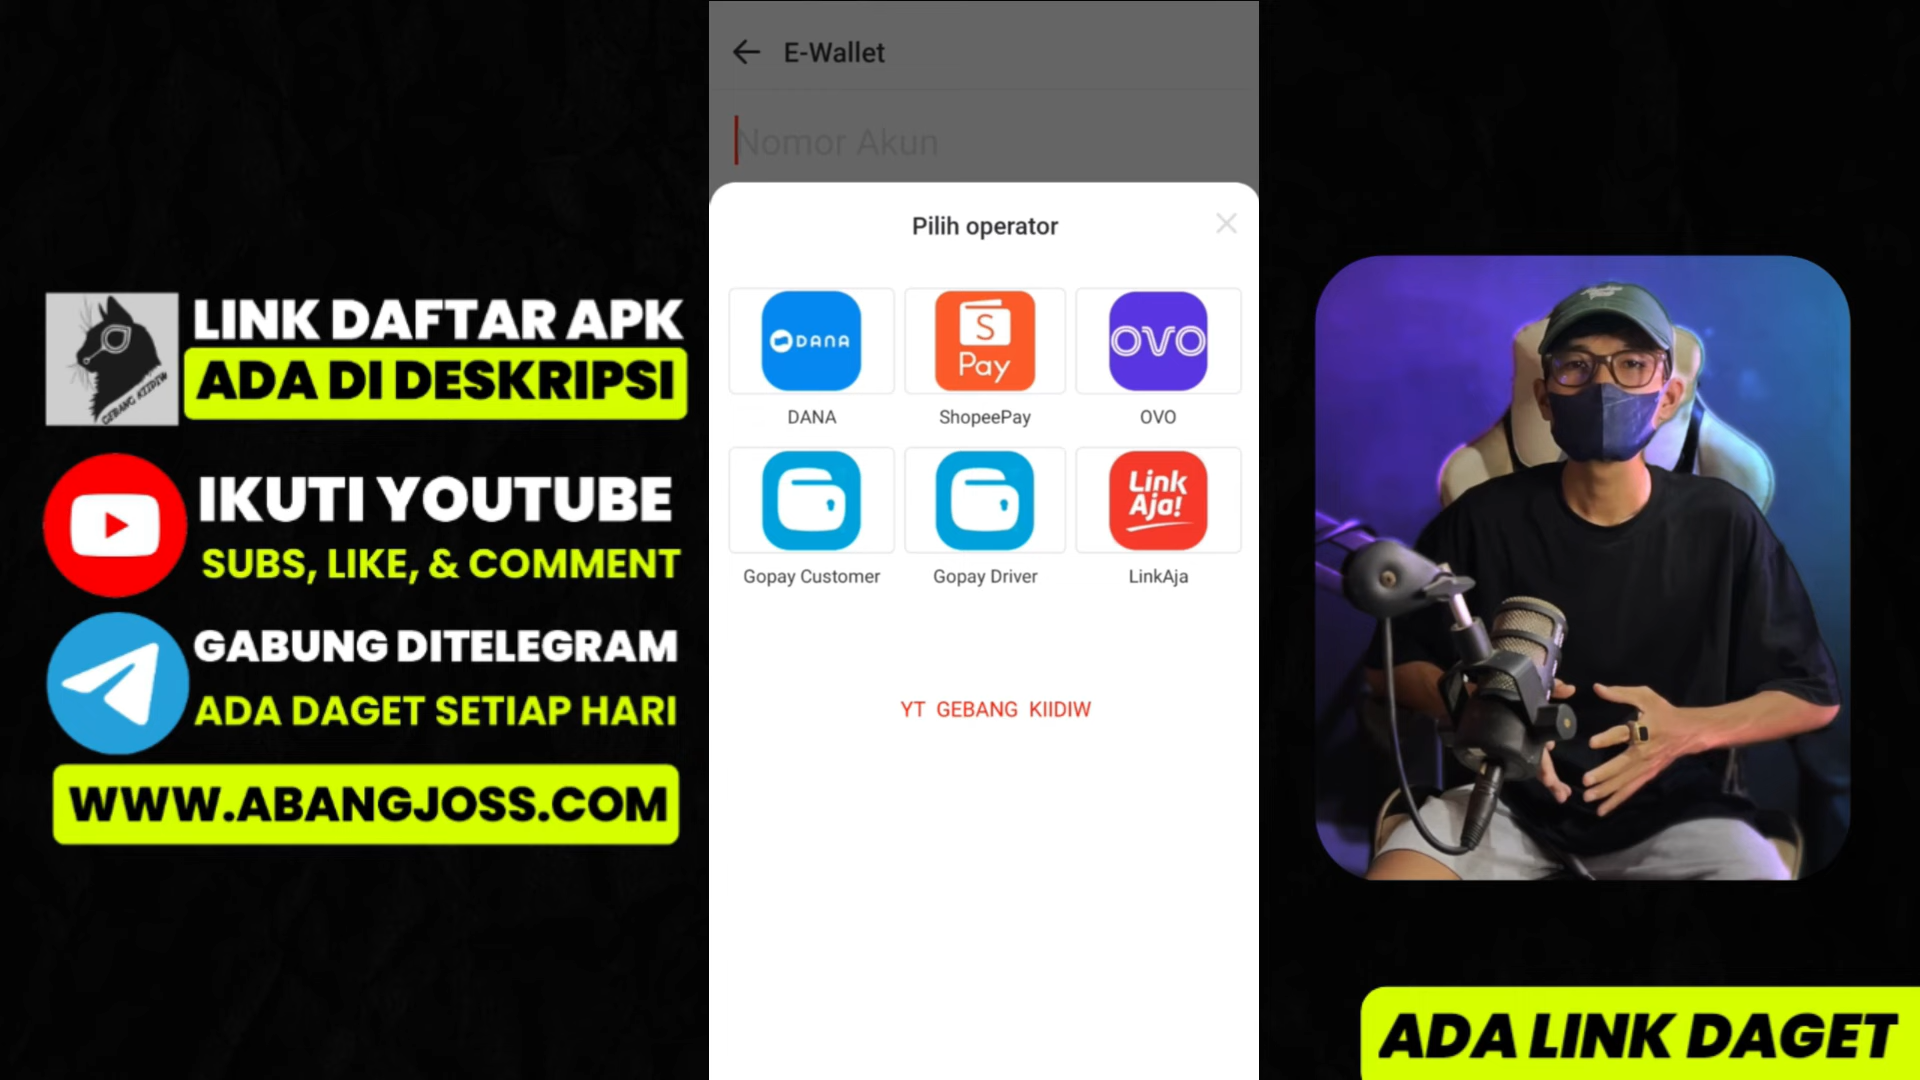 LINK DAFTAR APK
ADA DI DESKRIPSI
GEBANG KIIDIW
IKUTI YOUTUBE
SUBS, LIKE, & COMMENT
GABUNG DITELEGRAM
ADA DAGET SETIAP HARI
WWW.ABANGJOSS.COM
E-Wallet
Nomor Akun
Pilih operator
DANA
S
Pay
OVO
DANA
ShopeePay
OVO
Link
Aja!
Gopay Customer
Gopay Driver
LinkAja
YT GEBANG KIIDIW
ADA LINK DAGET